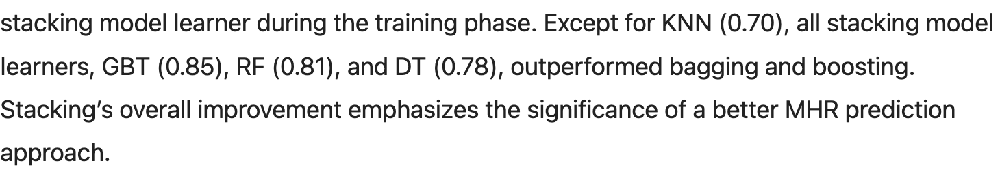 stacking model learner during the training phase. Except for KNN (0.70), all stacking model
learners, GBT (0.85), RF (0.81), and DT (0.78), outperformed bagging and boosting.
Stacking’s overall improvement emphasizes the significance of a better MHR prediction
approach.